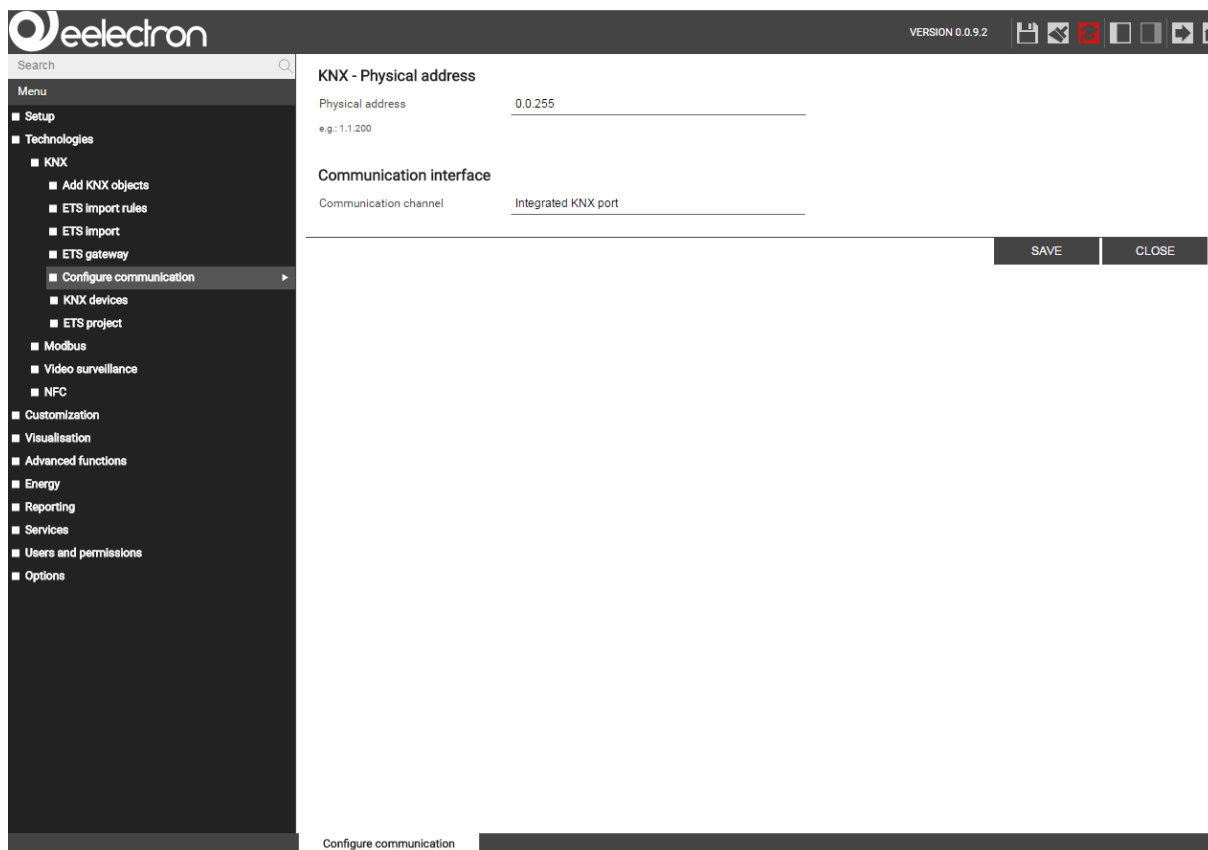 eelectron
VERSION 0.0.9.2
Search
Menu
Setup
Technologies
KNX
Add KNX objects
ETS import rules
ETS import
ETS gateway
Configure communication
KNX devices
ETS project
Modbus
Video surveillance
NFC
Customization
Visualisation
Advanced functions
Energy
Reporting
Services
Users and permissions
Options
KNX - Physical address
Physical address 0.0.255
e.g.: 1.1.200
Communication interface
Communication channel Integrated KNX port
SAVE CLOSE
Configure communication